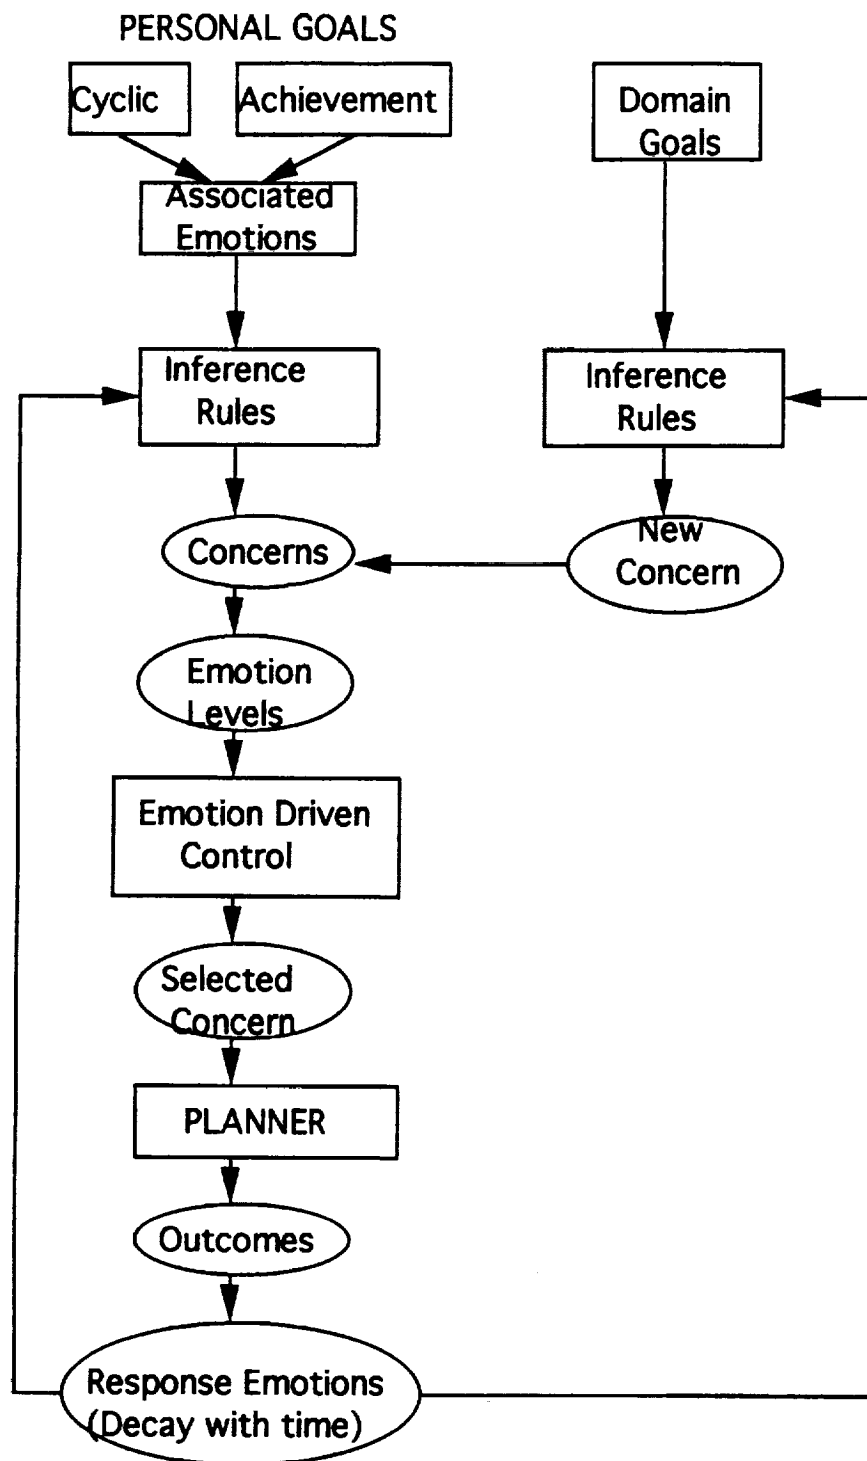 PERSONAL GOALS
Cyclic
Achievement
Domain
Goals
Associated
Emotions
Inference
Rules
Inference
Rules
Concerns
New
Concern
Emotion
Levels
Emotion Driven
Control
Selected
Concern
PLANNER
Outcomes
Response Emotions
(Decay with time)